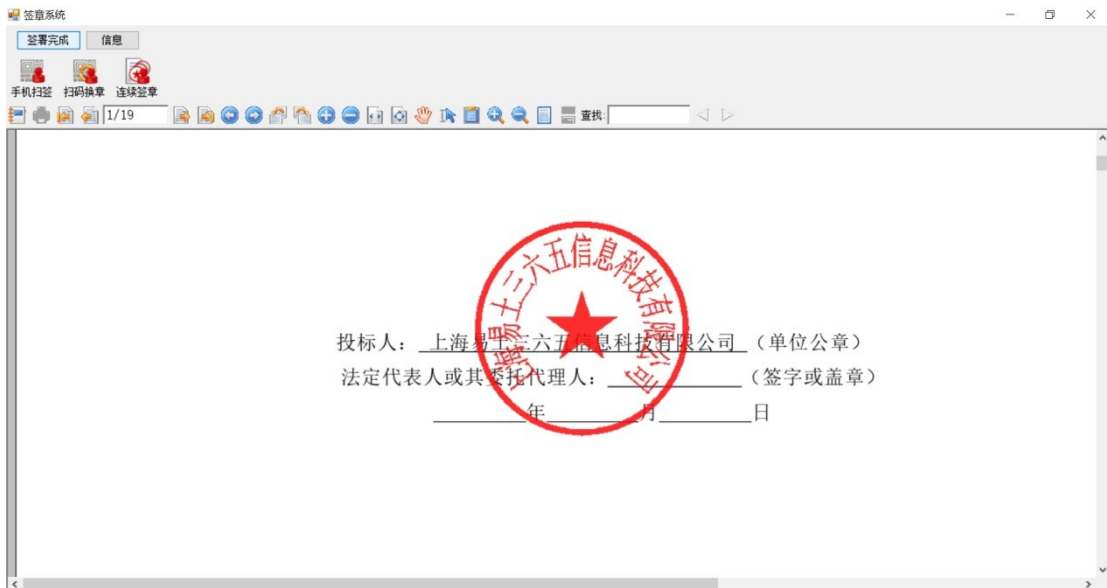 签章系统
签署完成 信息
手机扫签 扫码换章 连续签章
1/19 查找:
上海易土三六五信息科技有限公司
投标人：上海易土三六五信息科技有限公司（单位公章）
法定代表人或其委托代理人：（签字或盖章）
年 月 日